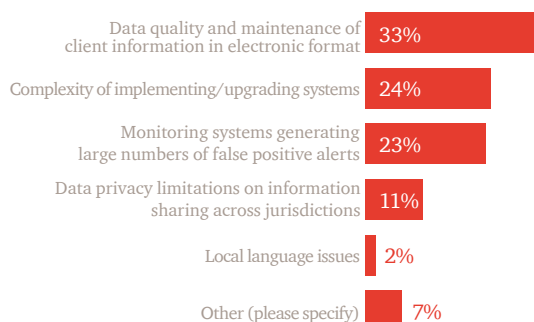 Data quality and maintenance of
client information in electronic format
33%
Complexity of implementing/upgrading systems
24%
Monitoring systems generating
large numbers of false positive alerts
23%
Data privacy limitations on information
sharing across jurisdictions
11%
Local language issues
2%
Other (please specify)
7%